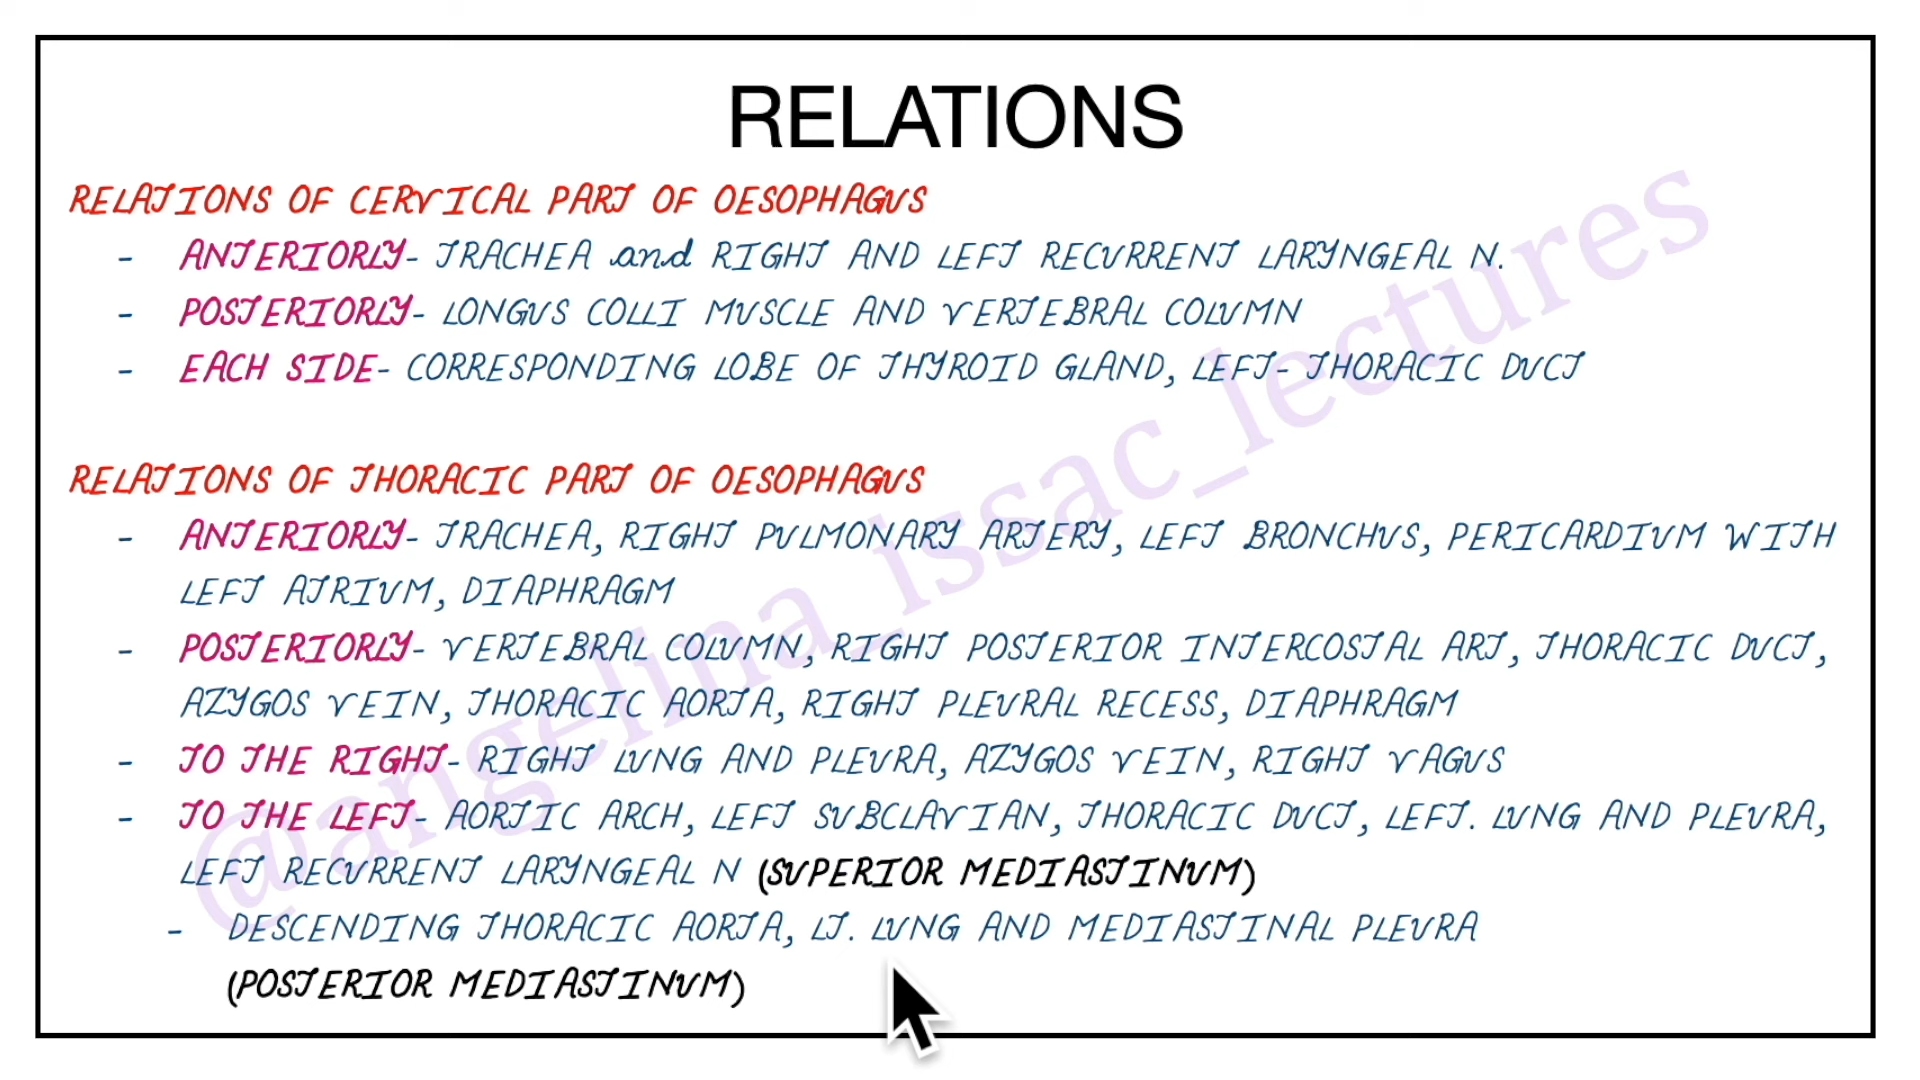 RELATIONS
RELATIONS OF CERVICAL PART OF OESOPHAGUS
- ANTERIORLY- TRACHEA and RIGHT AND LEFT RECURRENT LARYNGEAL N.
- POSTERIORLY- LONGUS COLLI MUSCLE AND VERTEBRAL COLUMN
- EACH SIDE- CORRESPONDING LOBE OF THYROID GLAND, LEFT- THORACIC DUCT
RELATIONS OF THORACIC PART OF OESOPHAGUS
- ANTERIORLY- TRACHEA, RIGHT PULMONARY ARTERY, LEFT BRONCHUS, PERICARDIUM WITH
LEFT ATRIUM, DIAPHRAGM
- POSTERIORLY- VERTEBRAL COLUMN, RIGHT POSTERIOR INTERCOSTAL ART, THORACIC DUCT,
AZYGOS VEIN, THORACIC AORTA, RIGHT PLEURAL RECESS, DIAPHRAGM
- TO THE RIGHT- RIGHT LUNG AND PLEURA, AZYGOS VEIN, RIGHT VAGUS
- TO THE LEFT- AORTIC ARCH, LEFT SUBCLAVIAN, THORACIC DUCT, LEFT. LUNG AND PLEURA,
LEFT RECURRENT LARYNGEAL N (SUPERIOR MEDIASTINUM)
- DESCENDING THORACIC AORTA, LT. LUNG AND MEDIASTINAL PLEURA
(POSTERIOR MEDIASTINUM)
@angelina_issac_lectures